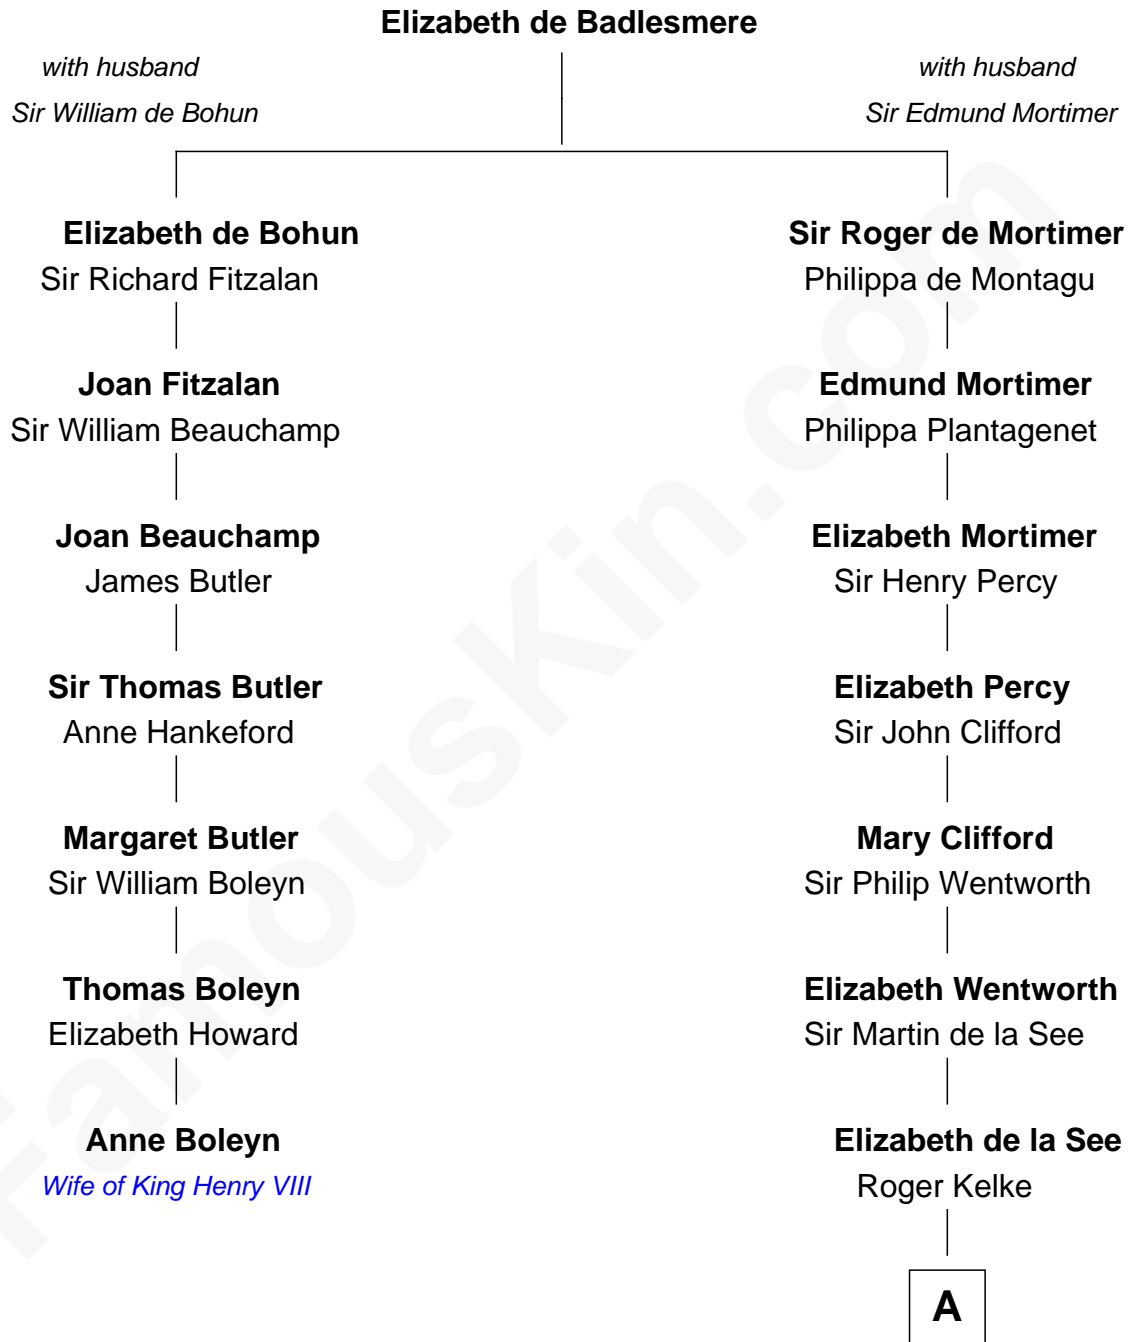 Elizabeth de Badlesmere
with husband
Sir William de Bohun
with husband
Sir Edmund Mortimer
Elizabeth de Bohun
Sir Richard Fitzalan
Joan Fitzalan
Sir William Beauchamp
Joan Beauchamp
James Butler
Sir Thomas Butler
Anne Hankeford
Margaret Butler
Sir William Boleyn
Thomas Boleyn
Elizabeth Howard
Anne Boleyn
Wife of King Henry VIII
Sir Roger de Mortimer
Philippa de Montagu
Edmund Mortimer
Philippa Plantagenet
Elizabeth Mortimer
Sir Henry Percy
Elizabeth Percy
Sir John Clifford
Mary Clifford
Sir Philip Wentworth
Elizabeth Wentworth
Sir Martin de la See
Elizabeth de la See
Roger Kelke
A
FamousKin.com